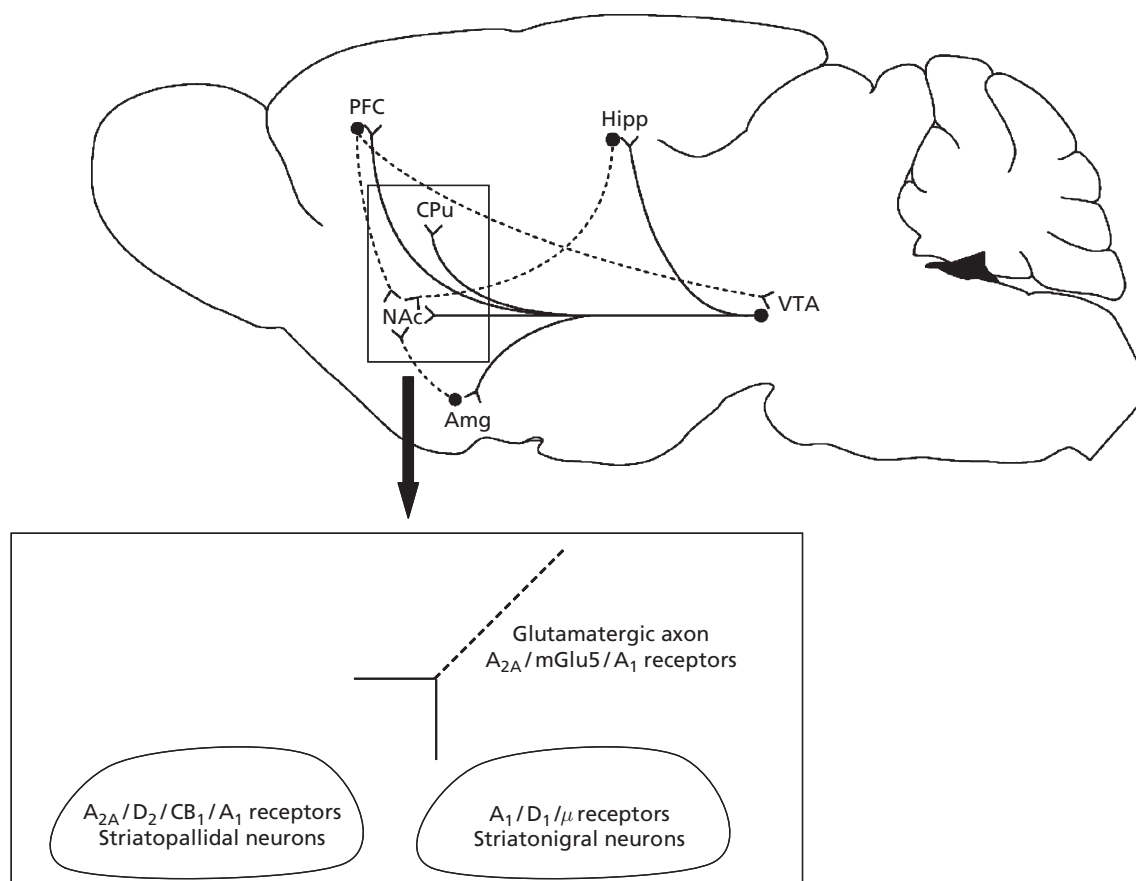 PFC
Hipp
CPu
NAc
VTA
Amg
Glutamatergic axon
A2A/mGlu5/A1 receptors
A2A/D2/CB1/A1 receptors
Striatopallidal neurons
A1/D1/μ receptors
Striatonigral neurons